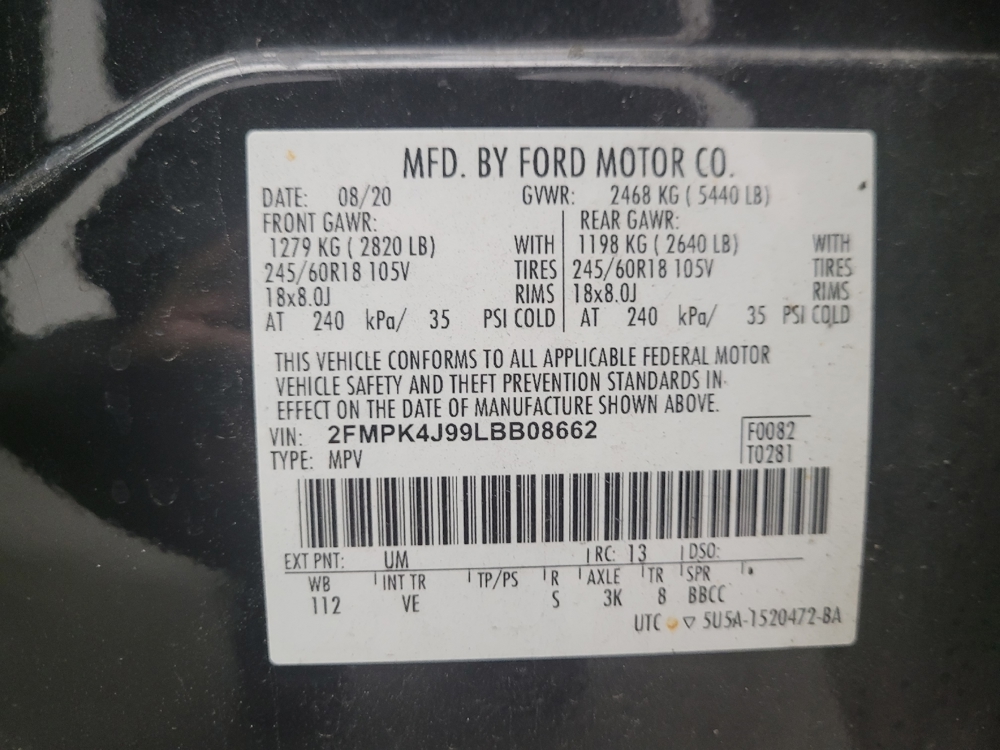 MFD. BY FORD MOTOR CO.
DATE: 08/20 GVWR: 2468 KG ( 5440 LB)
FRONT GAWR: REAR GAWR:
1279 KG ( 2820 LB) WITH 1198 KG ( 2640 LB) WITH
245/60R18 105V TIRES 245/60R18 105V TIRES
18x8.0J RIMS 18x8.0J RIMS
AT 240 kPa/ 35 PSI COLD AT 240 kPa/ 35 PSI COLD
THIS VEHICLE CONFORMS TO ALL APPLICABLE FEDERAL MOTOR
VEHICLE SAFETY AND THEFT PREVENTION STANDARDS IN
EFFECT ON THE DATE OF MANUFACTURE SHOWN ABOVE.
VIN: 2FMPK4J99LBB08662 F0082
TYPE: MPV T0281
EXT PNT: UM RC: 13 DSO:
WB INT TR TP/PS R AXLE TR SPR
112 VE S 3K 8 BBCC
UTC ▽ 5U5A-1520472-BA